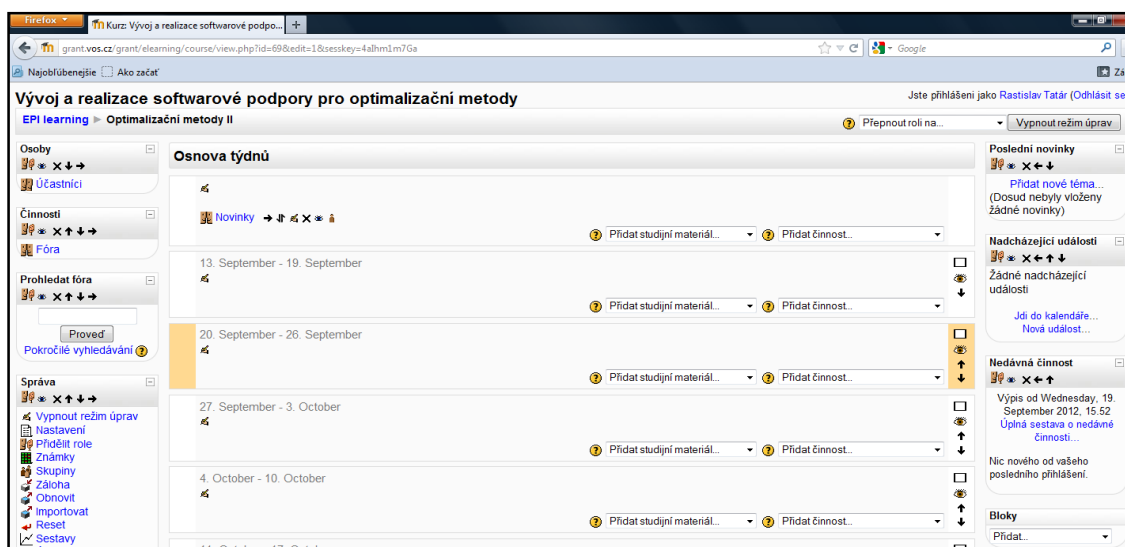 Firefox
Kurz: Vývoj a realizace softwarové podpo...
grant.vos.cz/grant/elearning/course/view.php?id=69&edit=1&sesskey=4aIhm1m7Ga
Google
Najobľúbenejšie Ako začať
Zá
Vývoj a realizace softwarové podpory pro optimalizační metody
Jste přihlášeni jako Rastislav Tatár (Odhlásit se
EPI learning ► Optimalizační metody II
Přepnout roli na...
Vypnout režim úprav
Osoby
Účastníci
Činnosti
Fóra
Prohledat fóra
Proveď
Pokročilé vyhledávání
Správa
Vypnout režim úprav
Nastavení
Přidělit role
Známky
Skupiny
Záloha
Obnovit
Importovat
Reset
Sestavy
Osnova týdnů
Novinky
Přidat studijní materiál... Přidat činnost...
13. September - 19. September
Přidat studijní materiál... Přidat činnost...
20. September - 26. September
Přidat studijní materiál... Přidat činnost...
27. September - 3. October
Přidat studijní materiál... Přidat činnost...
4. October - 10. October
Přidat studijní materiál... Přidat činnost...
Poslední novinky
Přidat nové téma...
(Dosud nebyly vloženy
žádné novinky)
Nadcházející události
Žádné nadcházející
události
Jdi do kalendáře...
Nová událost...
Nedávná činnost
Výpis od Wednesday, 19.
September 2012, 15.52
Úplná sestava o nedávné
činnosti...
Nic nového od vašeho
posledního přihlášení.
Bloky
Přidat...